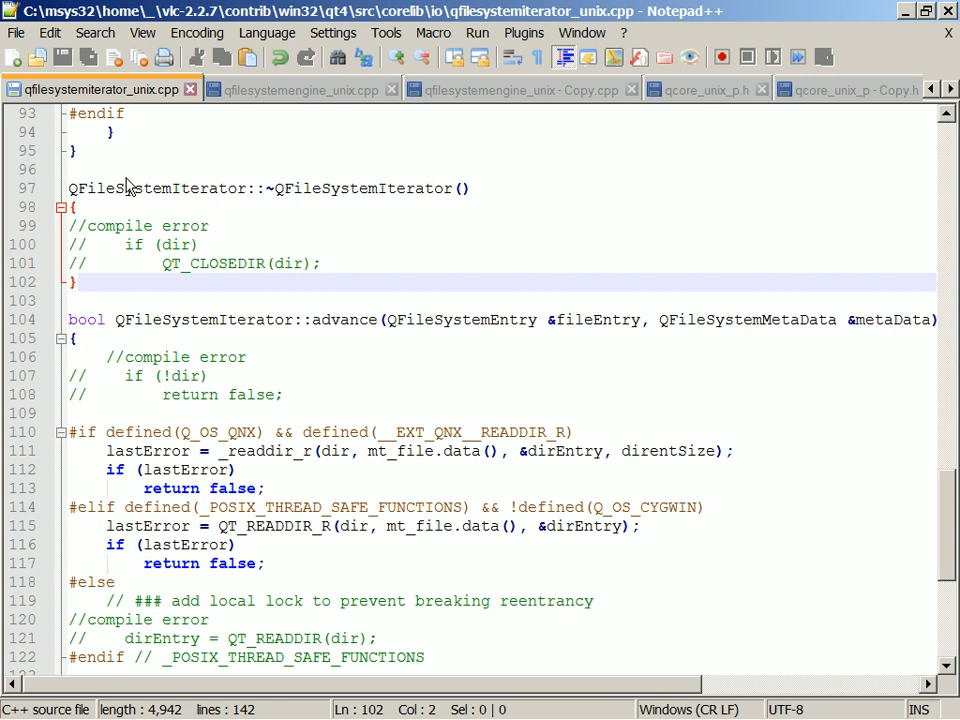 C:\msys32\home\_\vlc-2.2.7\contrib\win32\qt4\src\corelib\io\qfilesystemiterator_unix.cpp - Notepad++
File Edit Search View Encoding Language Settings Tools Macro Run Plugins Window ? X
qfilesystemiterator_unix.cpp qfilesystemengine_unix.cpp qfilesystemengine_unix - Copy.cpp qcore_unix_p.h qcore_unix_p - Copy.h
93 #endif
94 }
95 }
96
97 QFileSystemIterator::~QFileSystemIterator()
98 {
99 //compile error
100 // if (dir)
101 // QT_CLOSEDIR(dir);
102 }
103
104 bool QFileSystemIterator::advance(QFileSystemEntry &fileEntry, QFileSystemMetaData &metaData)
105 {
106 //compile error
107 // if (!dir)
108 // return false;
109
110 #if defined(Q_OS_QNX) && defined(__EXT_QNX__READDIR_R)
111 lastError = _readdir_r(dir, mt_file.data(), &dirEntry, direntSize);
112 if (lastError)
113 return false;
114 #elif defined(_POSIX_THREAD_SAFE_FUNCTIONS) && !defined(Q_OS_CYGWIN)
115 lastError = QT_READDIR_R(dir, mt_file.data(), &dirEntry);
116 if (lastError)
117 return false;
118 #else
119 // ### add local lock to prevent breaking reentrancy
120 //compile error
121 // dirEntry = QT_READDIR(dir);
122 #endif // _POSIX_THREAD_SAFE_FUNCTIONS
C++ source file length : 4,942 lines : 142 Ln : 102 Col : 2 Sel : 0 | 0 Windows (CR LF) UTF-8 INS